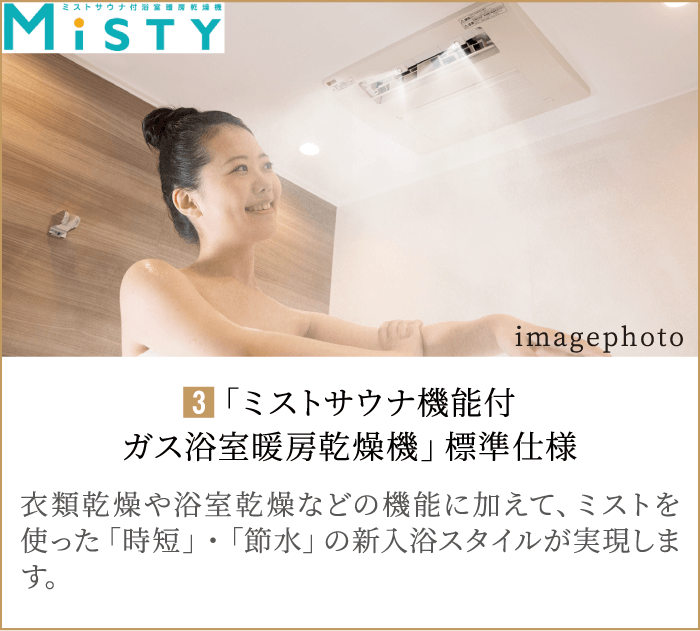 ミストサウナ付浴室暖房乾燥機
MiSTY
imagephoto
3「ミストサウナ機能付
ガス浴室暖房乾燥機」標準仕様
衣類乾燥や浴室乾燥などの機能に加えて、ミストを
使った「時短」・「節水」の新入浴スタイルが実現しま
す。